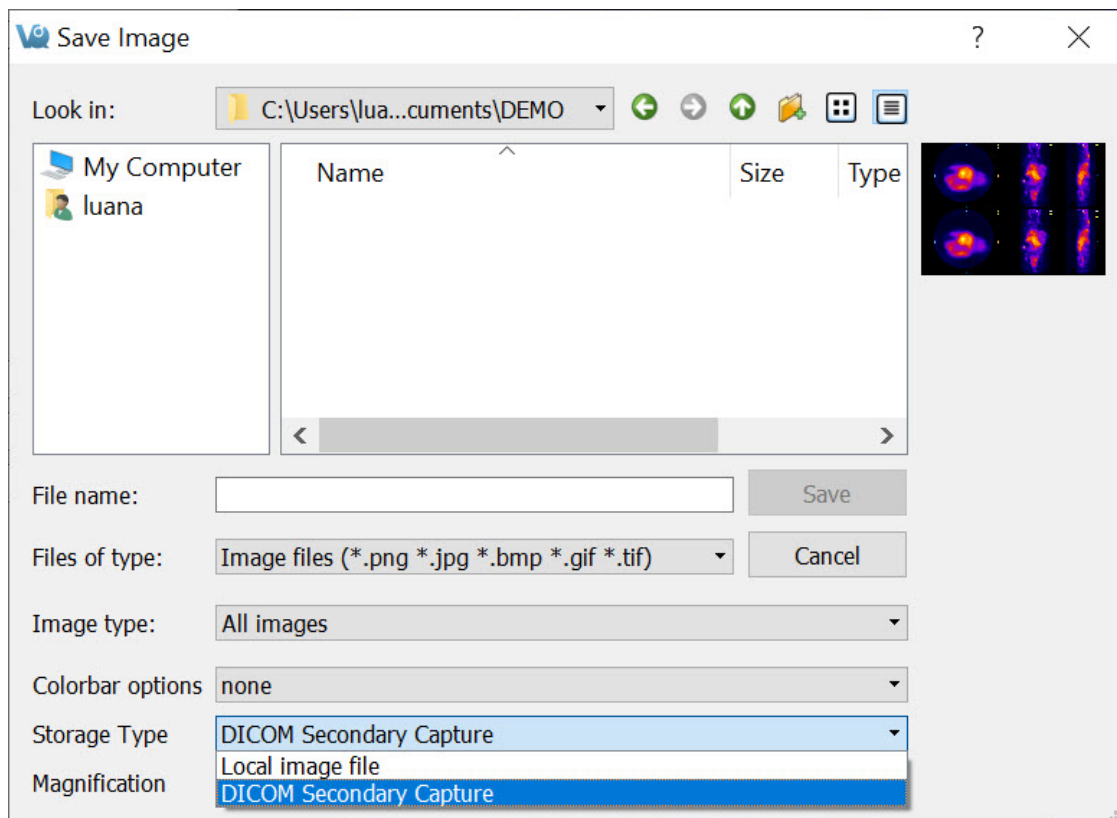 Save Image
?
Look in:
C:\Users\lua...cuments\DEMO
My Computer
luana
Name
Size
Type
File name:
Save
Files of type:
Image files (*.png *.jpg *.bmp *.gif *.tif)
Cancel
Image type:
All images
Colorbar options
none
Storage Type
DICOM Secondary Capture
Local image file
Magnification
DICOM Secondary Capture